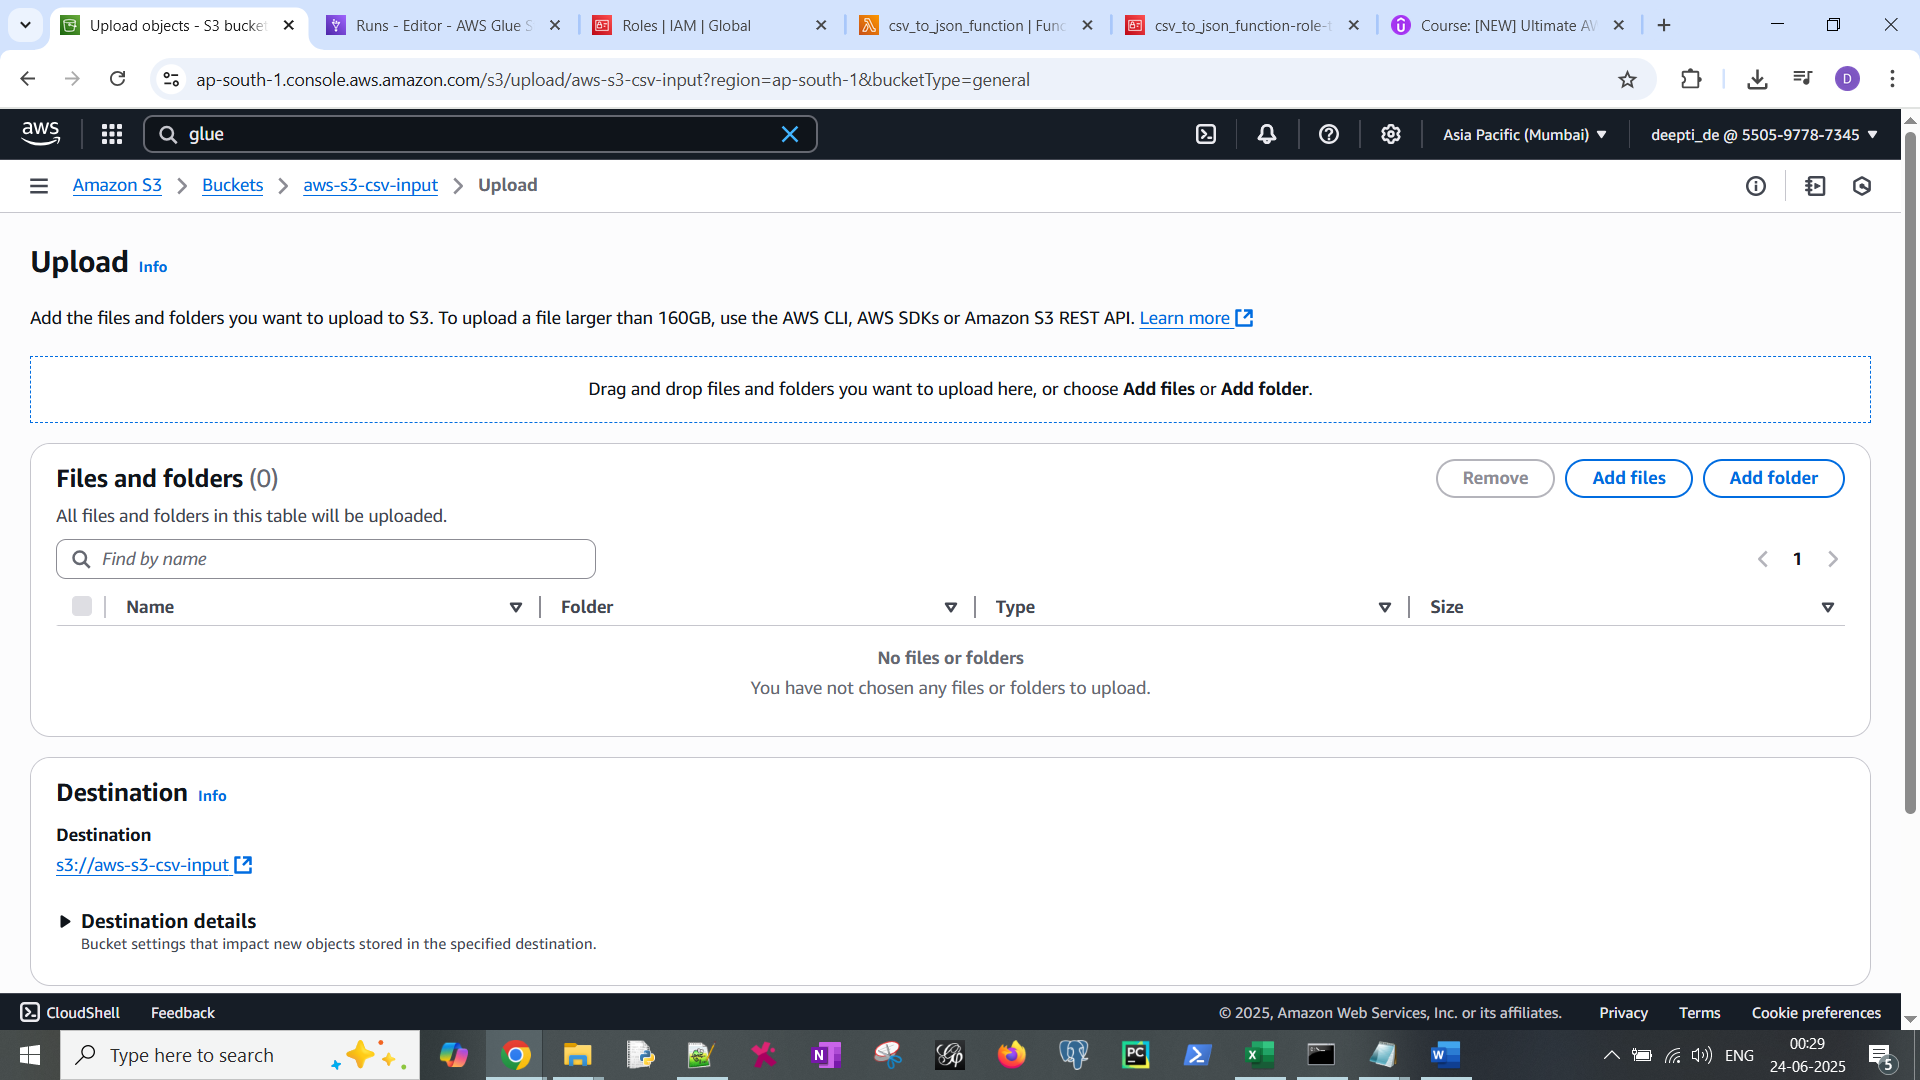 Upload objects - S3 bucket
Runs - Editor - AWS Glue S
Roles | IAM | Global
csv_to_json_function | Func
csv_to_json_function-role-t
Course: [NEW] Ultimate AW
ap-south-1.console.aws.amazon.com/s3/upload/aws-s3-csv-input?region=ap-south-1&bucketType=general
D
aws
glue
Asia Pacific (Mumbai)
deepti_de @ 5505-9778-7345
Amazon S3
Buckets
aws-s3-csv-input
Upload
Upload Info
Add the files and folders you want to upload to S3. To upload a file larger than 160GB, use the AWS CLI, AWS SDKs or Amazon S3 REST API. Learn more
Drag and drop files and folders you want to upload here, or choose Add files or Add folder.
Files and folders (0)
Remove
Add files
Add folder
All files and folders in this table will be uploaded.
Find by name
1
Name
Folder
Type
Size
No files or folders
You have not chosen any files or folders to upload.
Destination Info
Destination
s3://aws-s3-csv-input
Destination details
Bucket settings that impact new objects stored in the specified destination.
CloudShell
Feedback
© 2025, Amazon Web Services, Inc. or its affiliates.
Privacy
Terms
Cookie preferences
Type here to search
ENG
00:29
24-06-2025
5